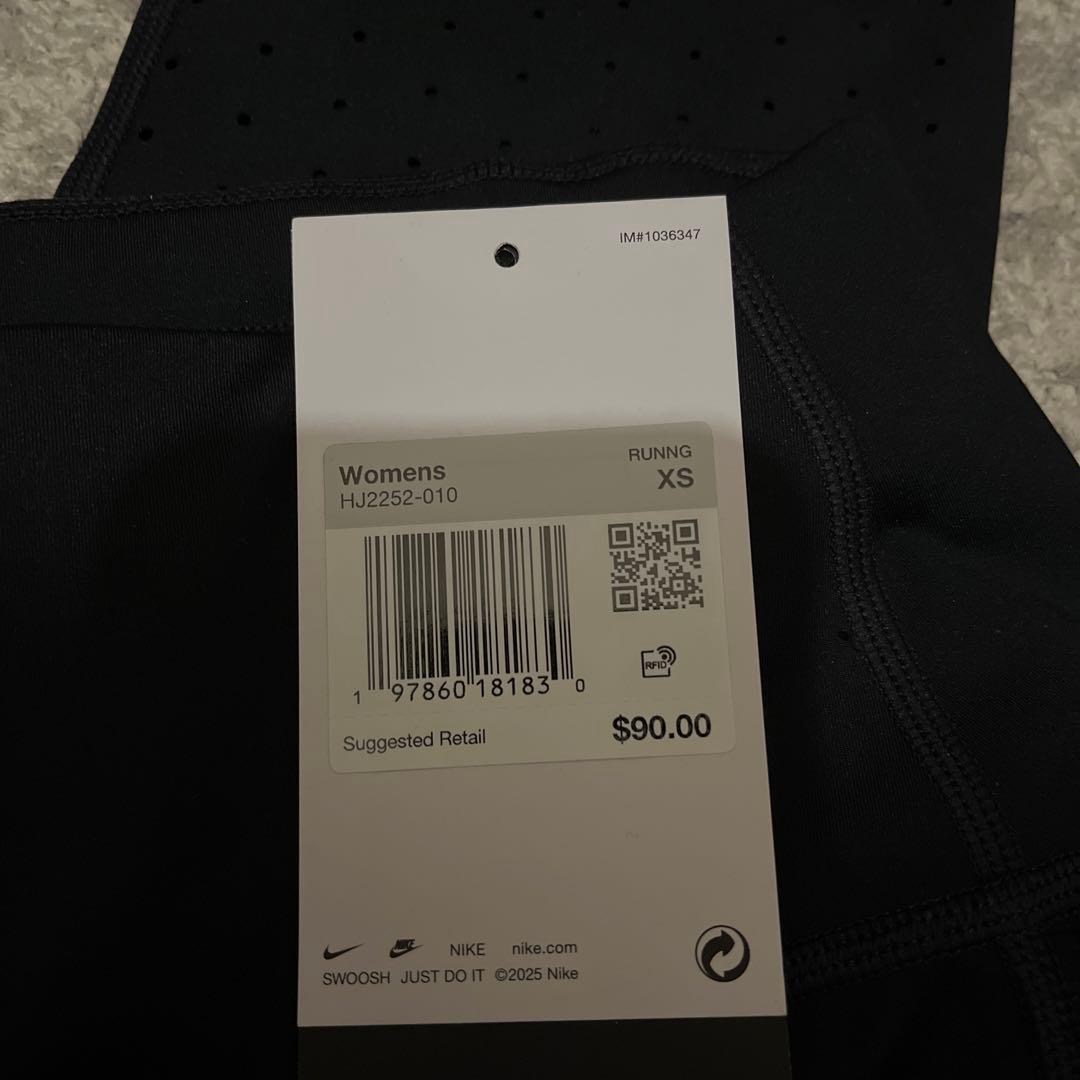 IM#1036347
Womens
HJ2252-010
RUNNG
XS
1 97860 18183 0
RFID
Suggested Retail
$90.00
NIKE NIKE nike.com
SWOOSH JUST DO IT ©2025 Nike